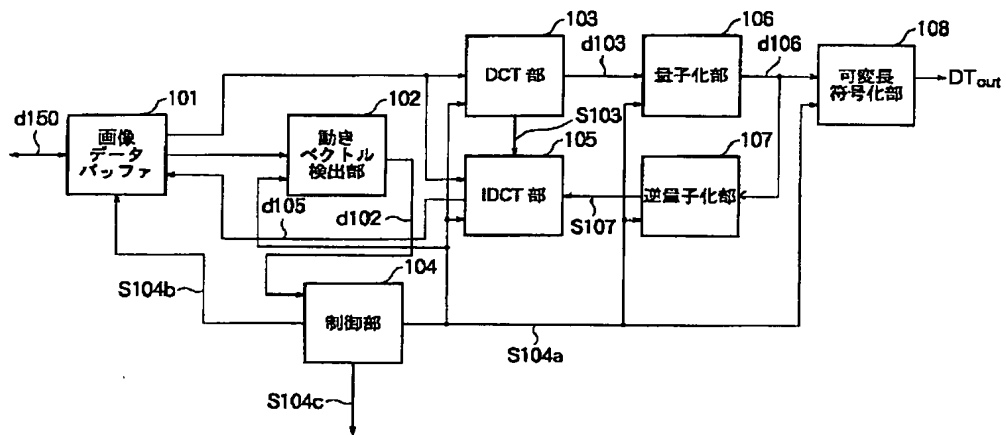 103
106
108
d103
d106
DCT 部
量子化部
可変長
符号化部
DTout
101
102
S103
d150
画像
データ
バッファ
動き
ベクトル
検出部
105
107
IDCT 部
逆量子化部
d105
d102
S107
104
S104b
制御部
S104a
S104c